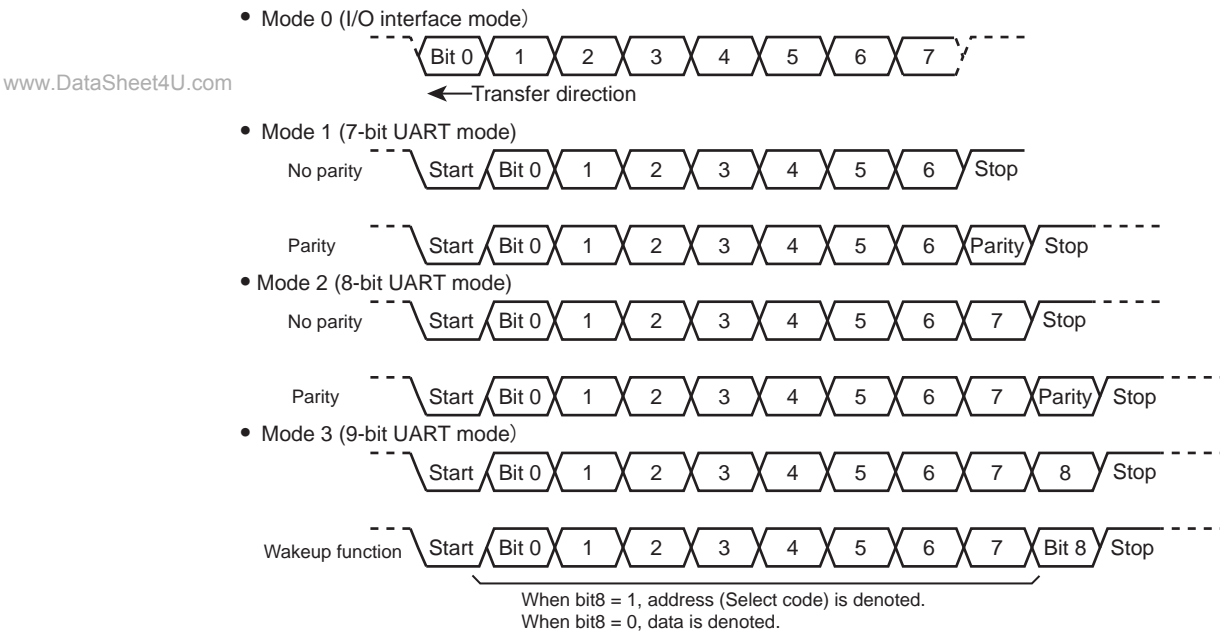 • Mode 0 (I/O interface mode)
Bit 0 1 2 3 4 5 6 7
www.DataSheet4U.com
Transfer direction
• Mode 1 (7-bit UART mode)
No parity Start Bit 0 1 2 3 4 5 6 Stop
Parity Start Bit 0 1 2 3 4 5 6 Parity Stop
• Mode 2 (8-bit UART mode)
No parity Start Bit 0 1 2 3 4 5 6 7 Stop
Parity Start Bit 0 1 2 3 4 5 6 7 Parity Stop
• Mode 3 (9-bit UART mode)
Start Bit 0 1 2 3 4 5 6 7 8 Stop
Wakeup function Start Bit 0 1 2 3 4 5 6 7 Bit 8 Stop
When bit8 = 1, address (Select code) is denoted.
When bit8 = 0, data is denoted.